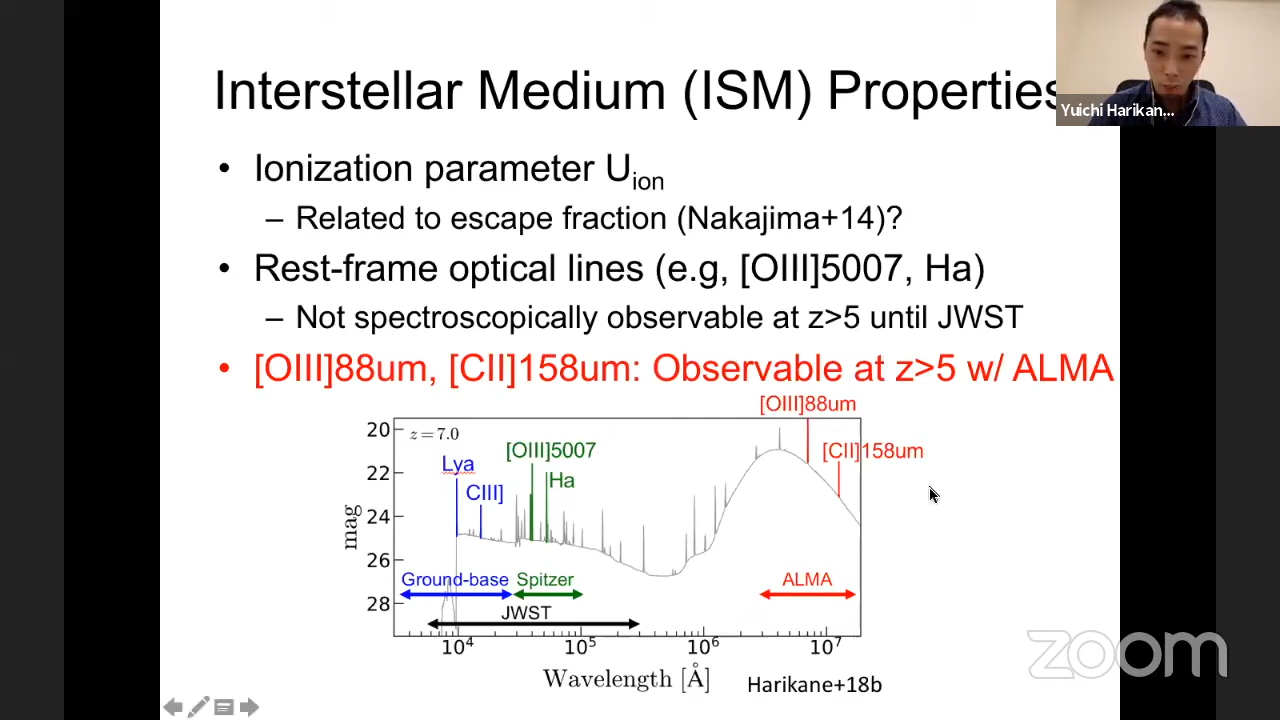 Interstellar Medium (ISM) Properties
Yuichi Harikan...
• Ionization parameter Uion
– Related to escape fraction (Nakajima+14)?
• Rest-frame optical lines (e.g, [OIII]5007, Ha)
– Not spectroscopically observable at z>5 until JWST
• [OIII]88um, [CII]158um: Observable at z>5 w/ ALMA
[OIII]88um
20
z = 7.0
[OIII]5007
[CII]158um
Lya
22
Ha
CIII]
24
mag
26
Ground-base
Spitzer
ALMA
28
JWST
10^4 10^5 10^6 10^7
Wavelength [Å]
Harikane+18b
zoom